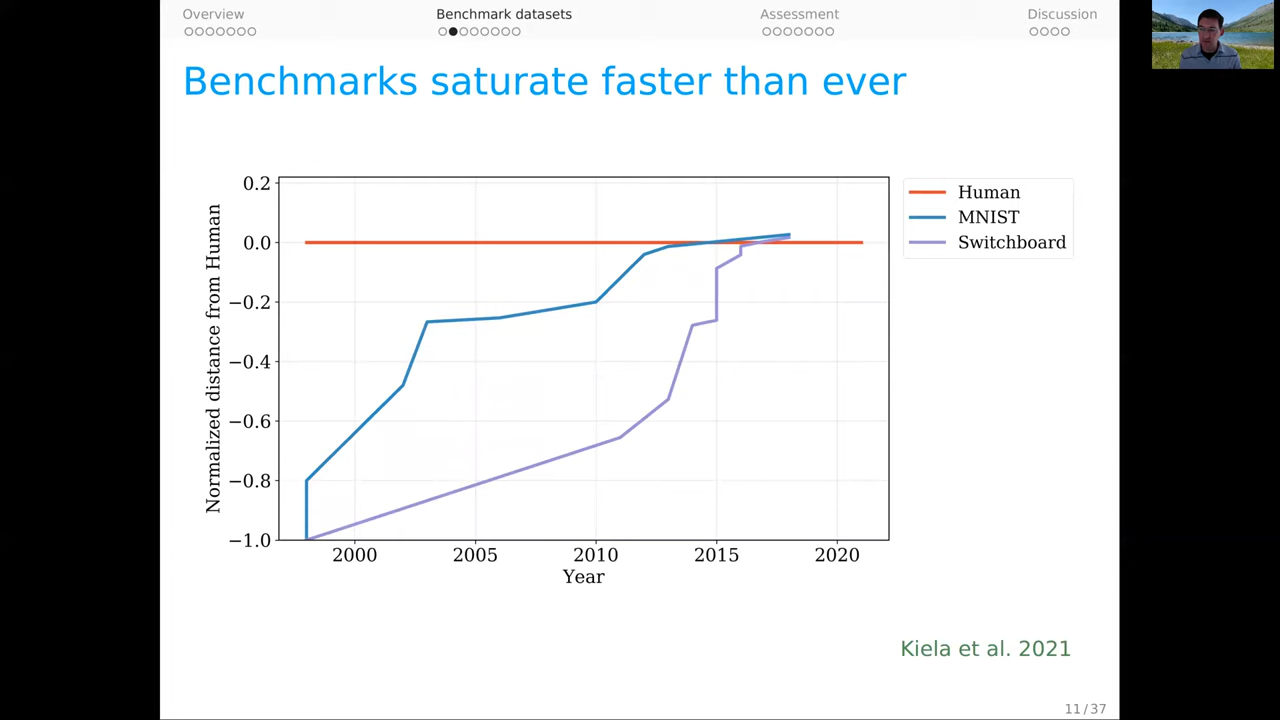 Overview Benchmark datasets Assessment Discussion
Benchmarks saturate faster than ever
0.2
0.0
−0.2
−0.4
−0.6
−0.8
−1.0
Normalized distance from Human
2000 2005 2010 2015 2020
Year
Human
MNIST
Switchboard
Kiela et al. 2021
11 / 37